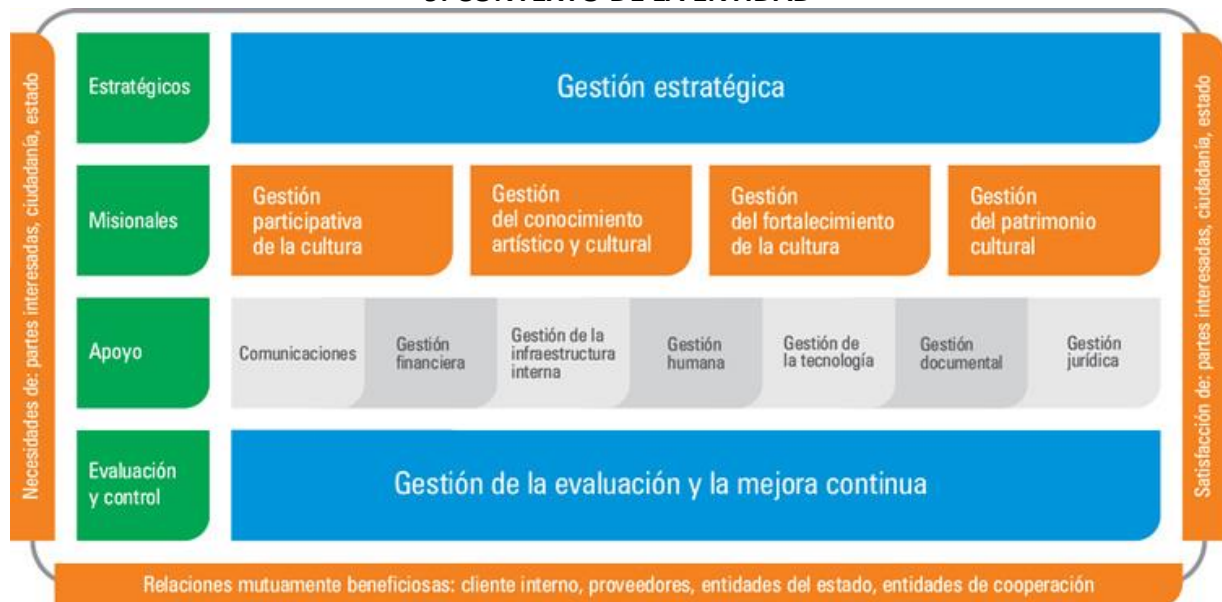 CONTEXTO DE LA ENTIDAD
Necesidades de: partes interesadas, ciudadanía, estado
Estratégicos
Gestión estratégica
Misionales
Gestión
participativa
de la cultura
Gestión
del conocimiento
artístico y cultural
Gestión
del fortalecimiento
de la cultura
Gestión
del patrimonio
cultural
Apoyo
Comunicaciones
Gestión
financiera
Gestión de la
infraestructura
interna
Gestión
humana
Gestión de
la tecnología
Gestión
documental
Gestión
jurídica
Evaluación
y control
Gestión de la evaluación y la mejora continua
Satisfacción de: partes interesadas, ciudadanía, estado
Relaciones mutuamente beneficiosas: cliente interno, proveedores, entidades del estado, entidades de cooperación